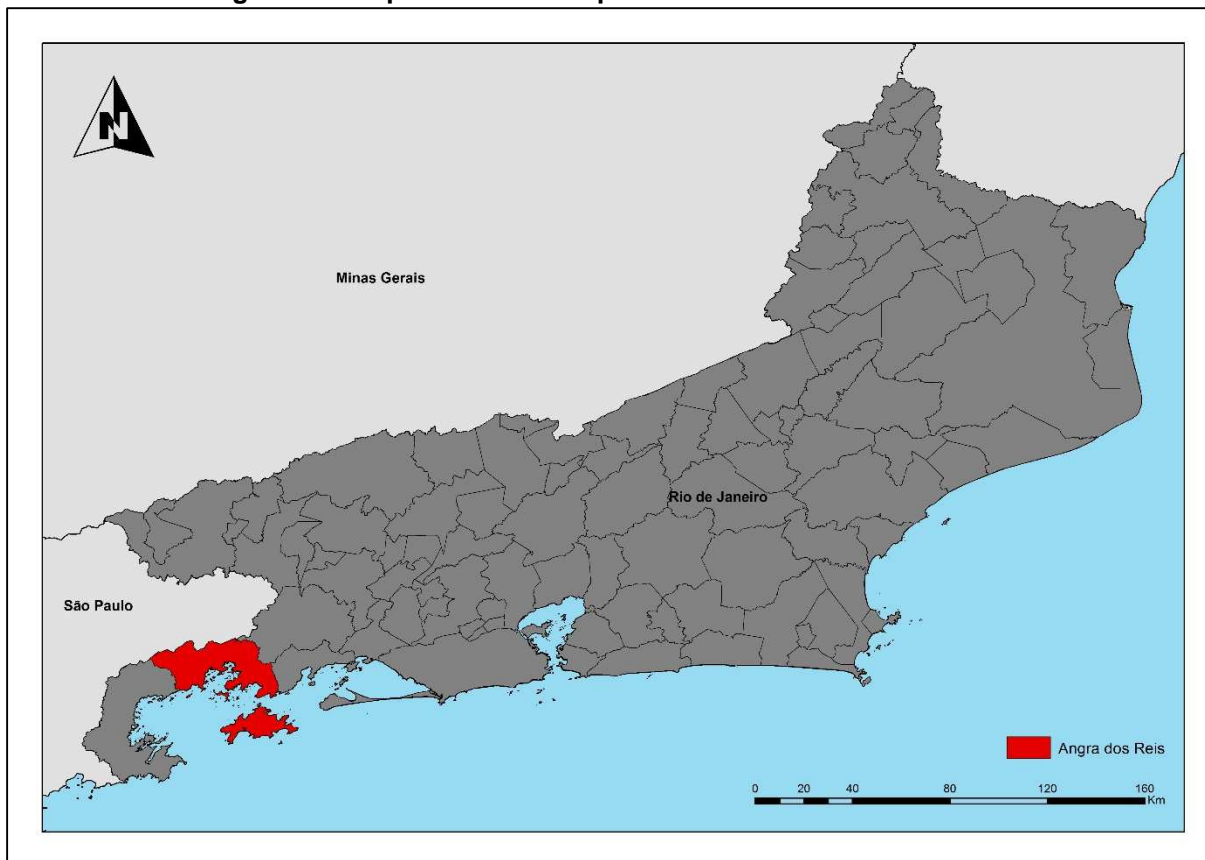 N
Minas Gerais
Rio de Janeiro
São Paulo
Angra dos Reis
0 20 40 80 120 160
Km